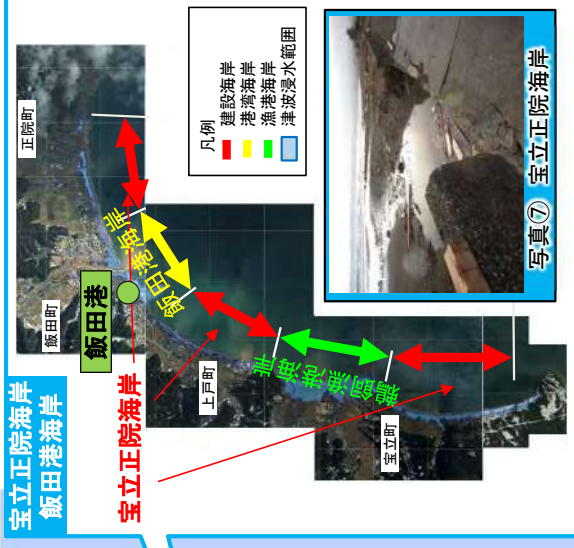 宝立正院海岸
飯田港海岸
正院町
飯田町
飯田港
飯田港海岸
宝立正院海岸
上戸町
鵜飼漁港海岸
宝立町
凡例
建設海岸
港湾海岸
漁港海岸
津波浸水範囲
写真⑦ 宝立正院海岸